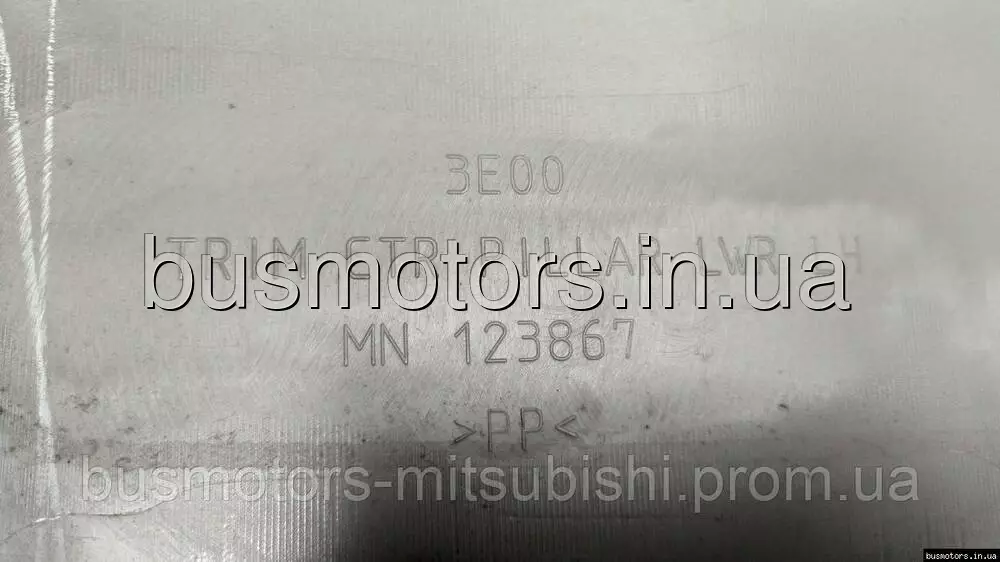 3E00
TRIM CTR PILLAR LWR LH
busmotors.in.ua
MN 123867
>PP<
busmotors-mitsubishi.prom.ua
busmotors.in.ua